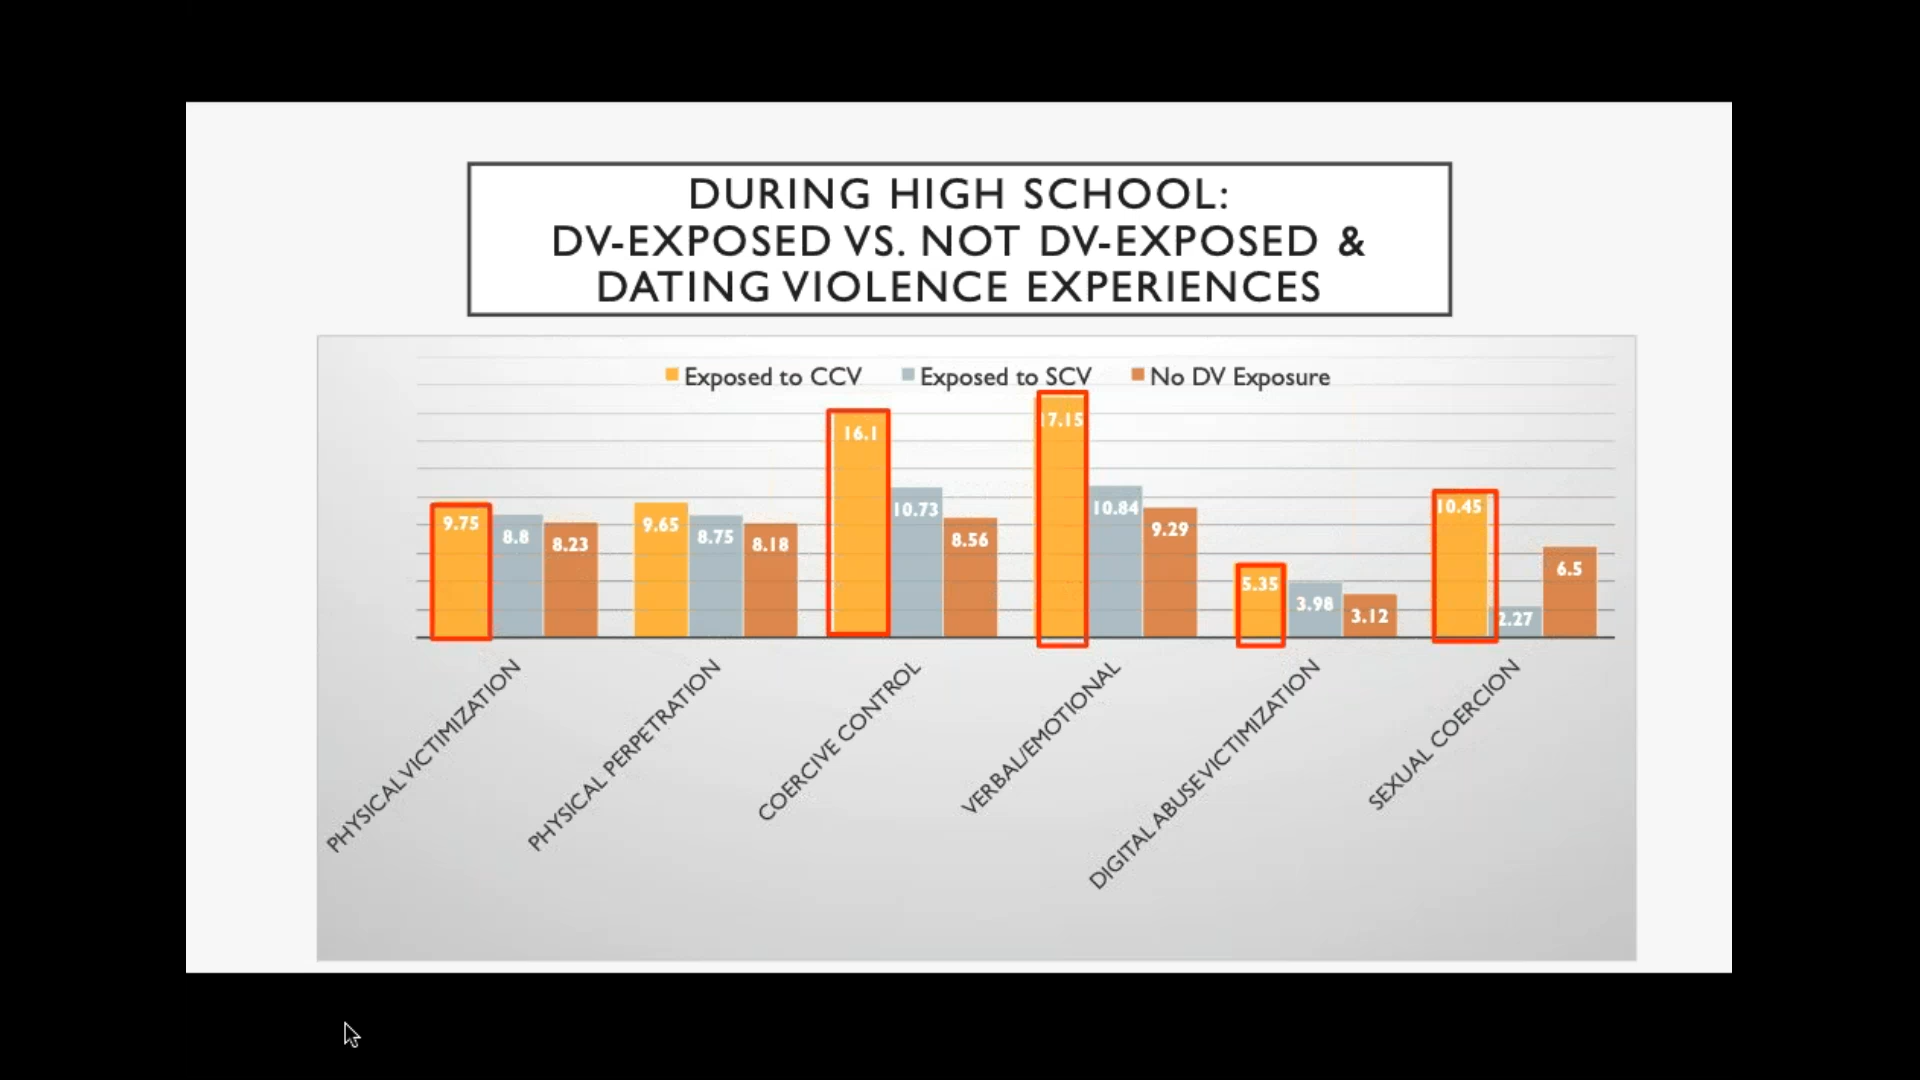 DURING HIGH SCHOOL:
DV-EXPOSED VS. NOT DV-EXPOSED &
DATING VIOLENCE EXPERIENCES
Exposed to CCV
Exposed to SCV
No DV Exposure
9.75
8.8
8.23
9.65
8.75
8.18
16.1
10.73
8.56
17.15
10.84
9.29
5.35
3.98
3.12
10.45
2.27
6.5
PHYSICAL VICTIMIZATION
PHYSICAL PERPETRATION
COERCIVE CONTROL
VERBAL/EMOTIONAL
DIGITAL ABUSE VICTIMIZATION
SEXUAL COERCION